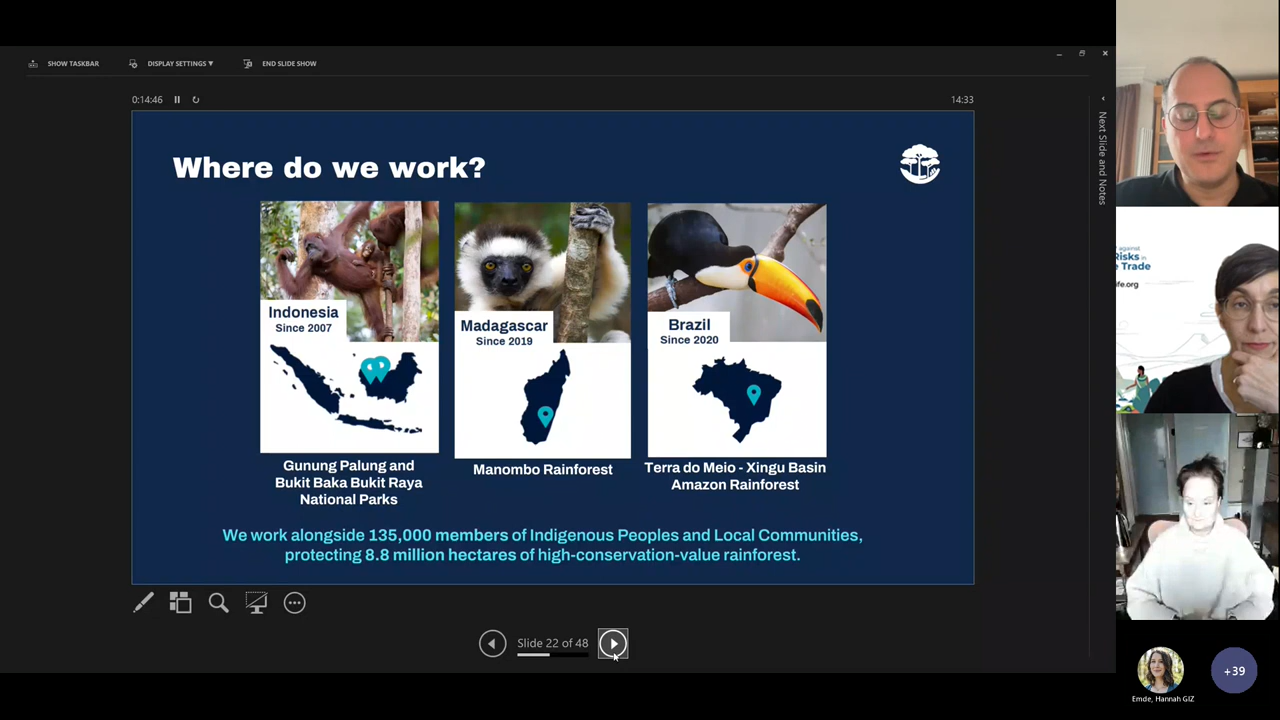 SHOW TASKBAR
DISPLAY SETTINGS ▼
END SLIDE SHOW
0:14:46
14:33
Next Slide and Notes
Where do we work?
Indonesia
Since 2007
Madagascar
Since 2019
Brazil
Since 2020
Gunung Palung and
Bukit Baka Bukit Raya
National Parks
Manombo Rainforest
Terra do Meio - Xingu Basin
Amazon Rainforest
We work alongside 135,000 members of Indigenous Peoples and Local Communities,
protecting 8.8 million hectares of high-conservation-value rainforest.
Slide 22 of 48
against
Risks in
Trade
fe.org
Emde, Hannah GIZ
+39